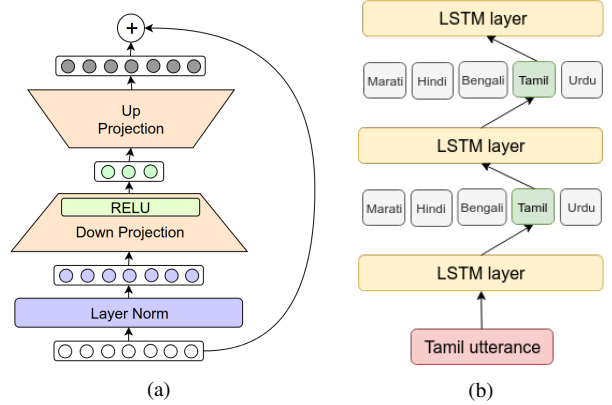 +
Up
Projection
RELU
Down Projection
Layer Norm
(a)
LSTM layer
Marati Hindi Bengali Tamil Urdu
LSTM layer
Marati Hindi Bengali Tamil Urdu
LSTM layer
Tamil utterance
(b)